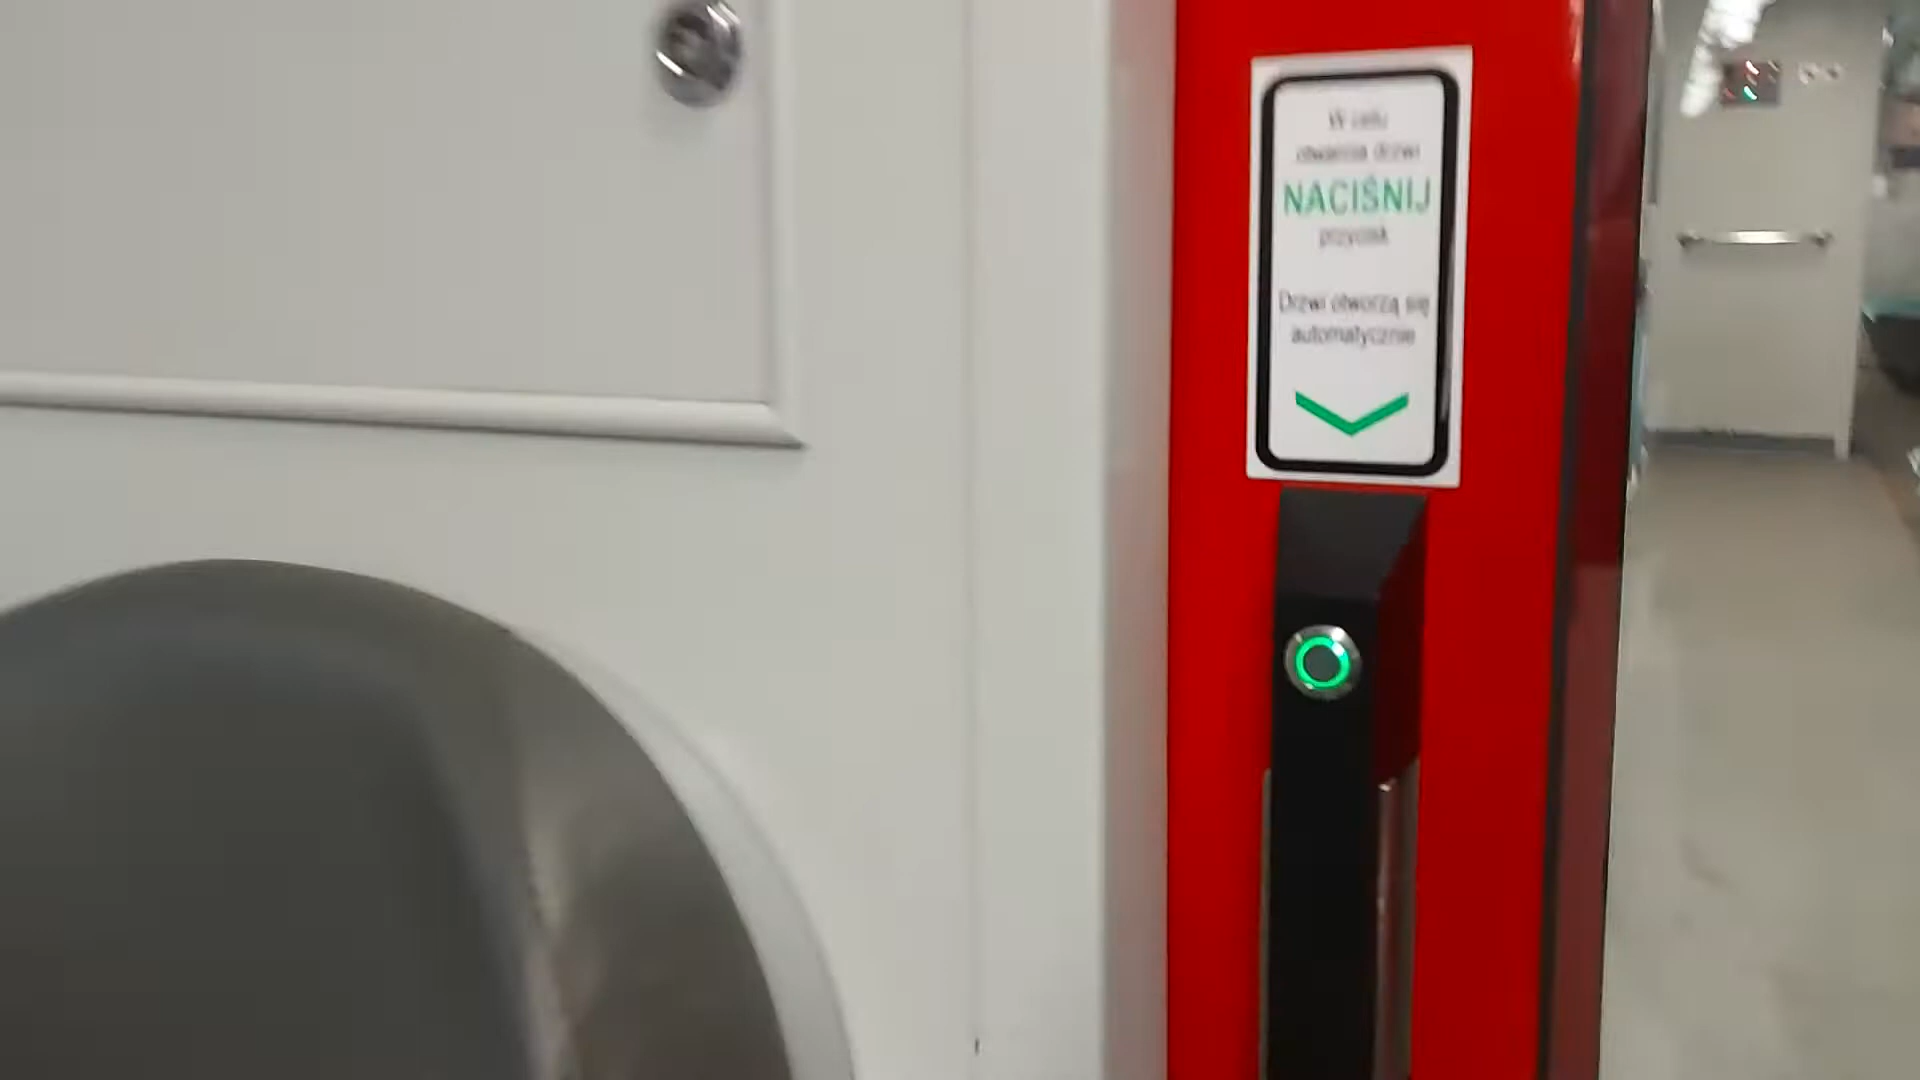 W celu
otwarcia drzwi
NACIŚNIJ
przycisk
Drzwi otworzą się
automatycznie